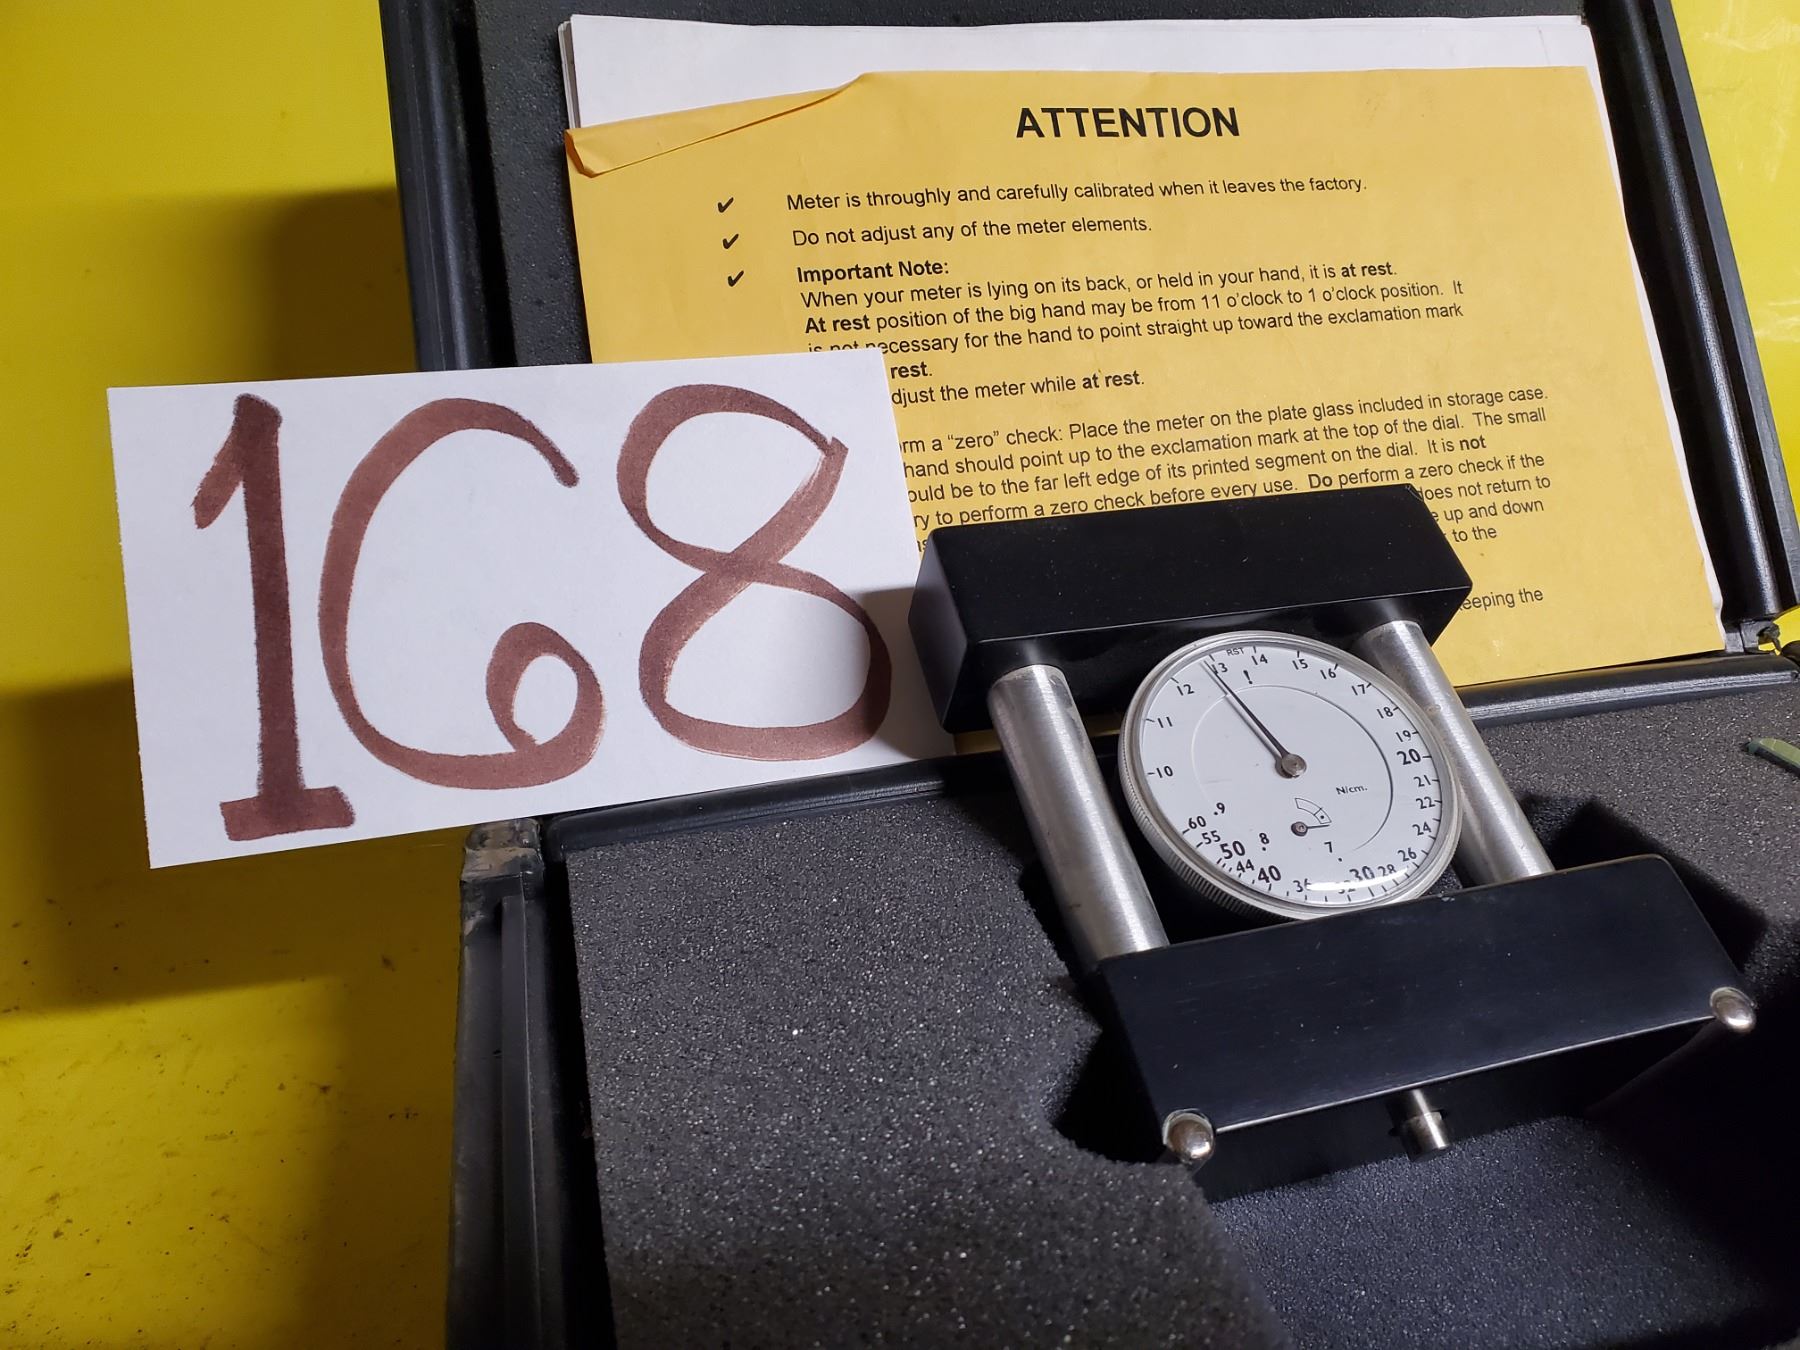 ATTENTION
✔ Meter is throughly and carefully calibrated when it leaves the factory.
✔ Do not adjust any of the meter elements.
✔ Important Note:
When your meter is lying on its back, or held in your hand, it is at rest.
At rest position of the big hand may be from 11 o'clock to 1 o'clock position. It
is not necessary for the hand to point straight up toward the exclamation mark
rest.
djust the meter while at rest.
rm a "zero" check: Place the meter on the plate glass included in storage case.
hand should point up to the exclamation mark at the top of the dial. The small
ould be to the far left edge of its printed segment on the dial. It is not
ry to perform a zero check before every use. Do perform a zero check if the
does not return to
e up and down
to the
eeping the
168
RST
!
10 11 12 13 14 15 16 17 18 19 20 21 22 24 26 28 30 32 36 40 44 50 55 60
N/cm.
.9
8
7